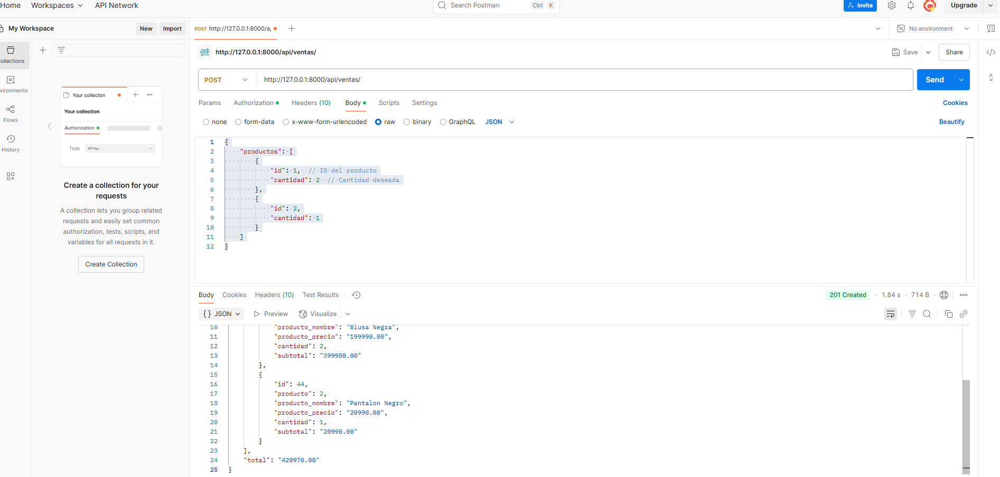 Home Workspaces API Network Search Postman Ctrl K Invite Upgrade
My Workspace New Import POST http://127.0.0.1:8000/a No environment
HTTP http://127.0.0.1:8000/api/ventas/ Save Share
ollections
vironments
Flows
History
Your collecton
Your collection
Authorization
Type API Key
Create a collection for your
requests
A collection lets you group related
requests and easily set common
authorization, tests, scripts, and
variables for all requests in it.
Create Collection
POST http://127.0.0.1:8000/api/ventas/ Send
Params Authorization Headers (10) Body Scripts Settings Cookies
none form-data x-www-form-urlencoded raw binary GraphQL JSON Beautify
1 {
2 "productos": [
3 {
4 "id": 1, // ID del producto
5 "cantidad": 2 // Cantidad deseada
6 },
7 {
8 "id": 2,
9 "cantidad": 1
10 }
11 ]
12 }
Body Cookies Headers (10) Test Results 201 Created 1.84 s 714 B
{} JSON Preview Visualize
10 "producto_nombre": "Blusa Negra",
11 "producto_precio": "199990.00",
12 "cantidad": 2,
13 "subtotal": "399980.00"
14 },
15 {
16 "id": 44,
17 "producto": 2,
18 "producto_nombre": "Pantalon Negro",
19 "producto_precio": "20990.00",
20 "cantidad": 1,
21 "subtotal": "20990.00"
22 }
23 ],
24 "total": "420970.00"
25 }